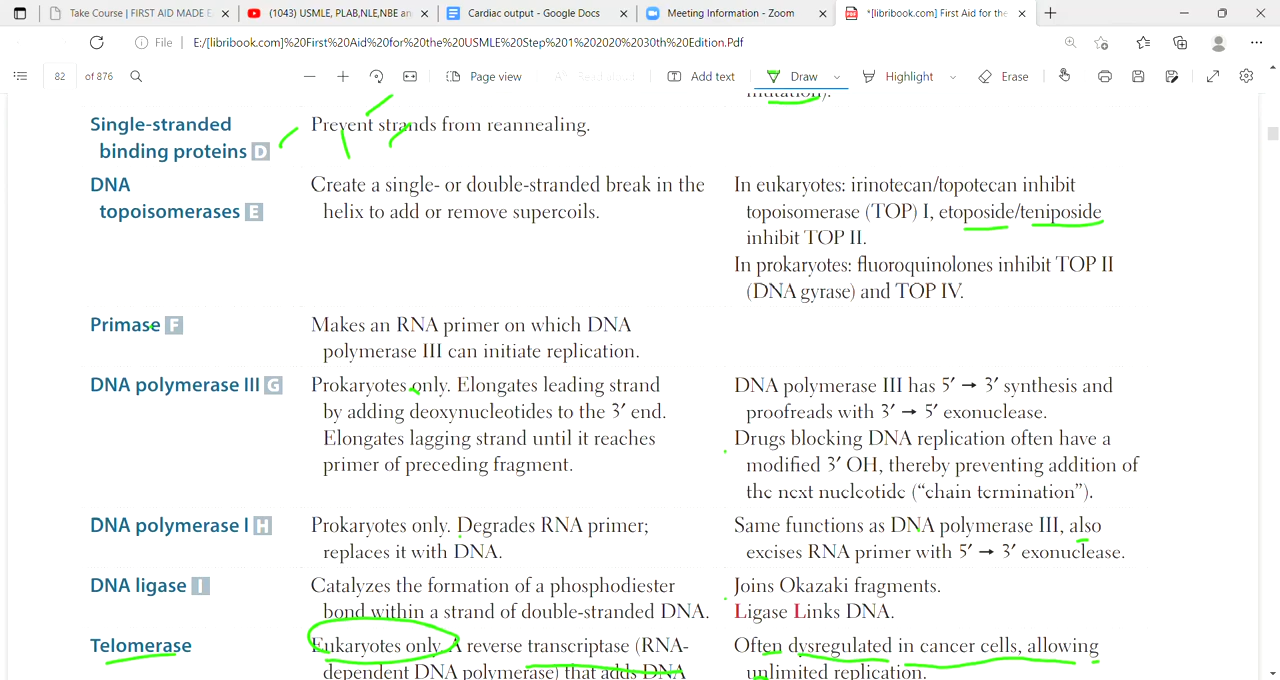 Take Course | FIRST AID MADE E
(1043) USMLE, PLAB,NLE,NBE an
Cardiac output - Google Docs
Meeting Information - Zoom
*[libribook.com] First Aid for the
File
E:/[libribook.com]%20First%20Aid%20for%20the%20USMLE%20Step%201%202020%2030th%20Edition.Pdf
82 of 876
Page view
Read aloud
Add text
Draw
Highlight
Erase
Single-stranded
binding proteins D
Prevent strands from reannealing.
DNA
topoisomerases E
Create a single- or double-stranded break in the
helix to add or remove supercoils.
In eukaryotes: irinotecan/topotecan inhibit
topoisomerase (TOP) I, etoposide/teniposide
inhibit TOP II.
In prokaryotes: fluoroquinolones inhibit TOP II
(DNA gyrase) and TOP IV.
Primase F
Makes an RNA primer on which DNA
polymerase III can initiate replication.
DNA polymerase III G
Prokaryotes only. Elongates leading strand
by adding deoxynucleotides to the 3′ end.
Elongates lagging strand until it reaches
primer of preceding fragment.
DNA polymerase III has 5′ → 3′ synthesis and
proofreads with 3′ → 5′ exonuclease.
Drugs blocking DNA replication often have a
modified 3′ OH, thereby preventing addition of
the next nucleotide (“chain termination”).
DNA polymerase I H
Prokaryotes only. Degrades RNA primer;
replaces it with DNA.
Same functions as DNA polymerase III, also
excises RNA primer with 5′ → 3′ exonuclease.
DNA ligase I
Catalyzes the formation of a phosphodiester
bond within a strand of double-stranded DNA.
Joins Okazaki fragments.
Ligase Links DNA.
Telomerase
Eukaryotes only. A reverse transcriptase (RNA-
dependent DNA polymerase) that adds DNA
Often dysregulated in cancer cells, allowing
unlimited replication.